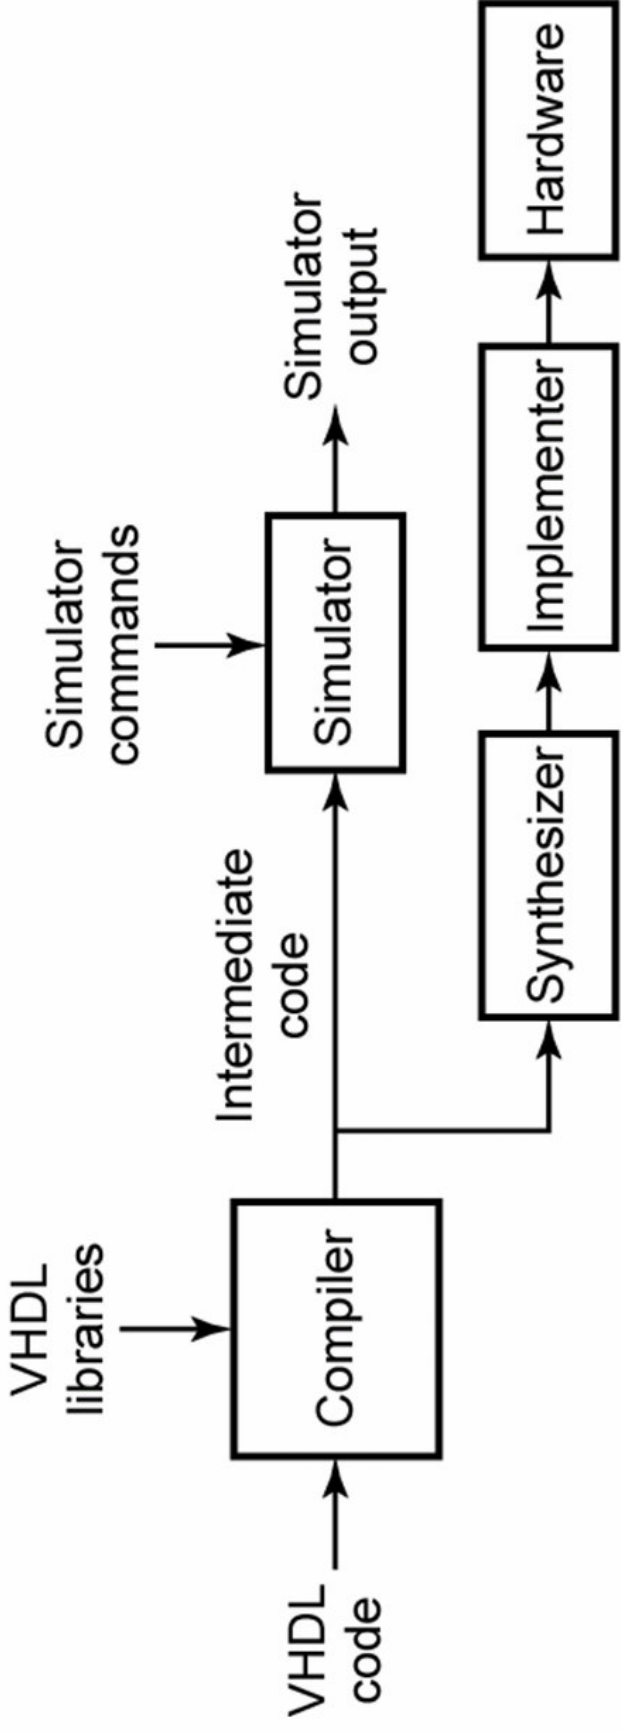 VHDL
code
VHDL
libraries
Compiler
Intermediate
code
Simulator
commands
Simulator
Simulator
output
Synthesizer
Implementer
Hardware